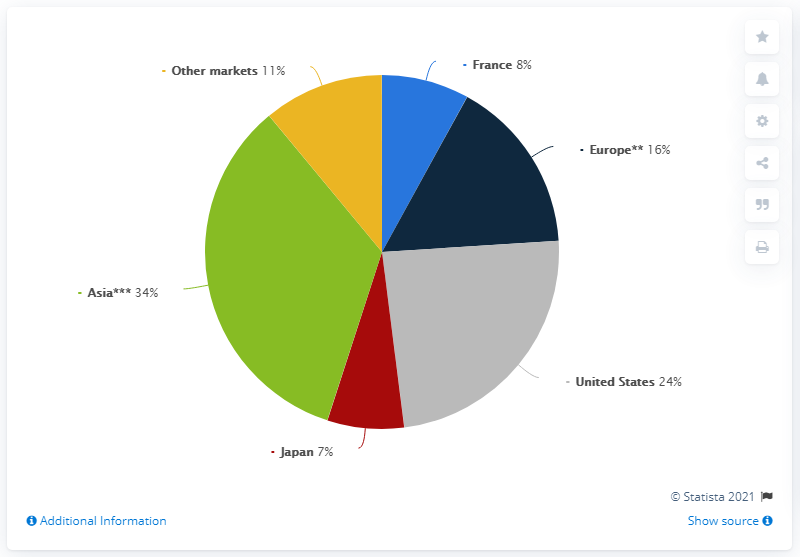 Other markets 11%
France 8%
Europe** 16%
Asia*** 34%
United States 24%
Japan 7%
© Statista 2021
Additional Information
Show source